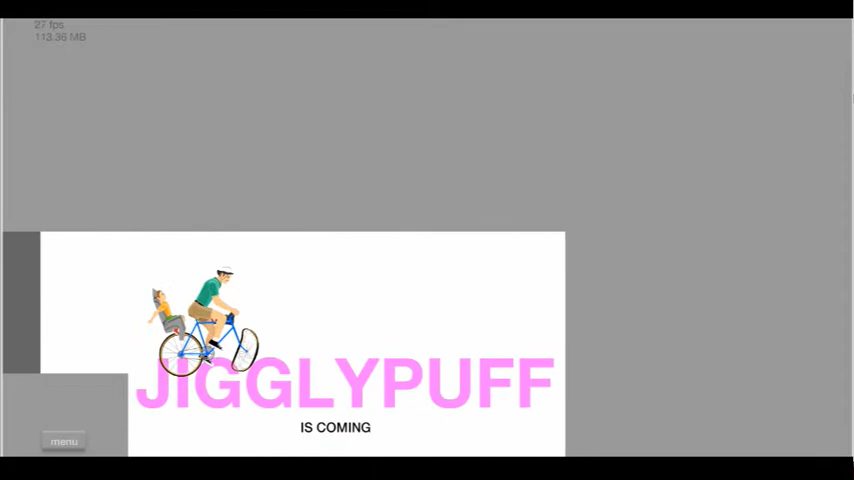 27 fps
113.36 MB
JIGGLYPUFF
IS COMING
menu